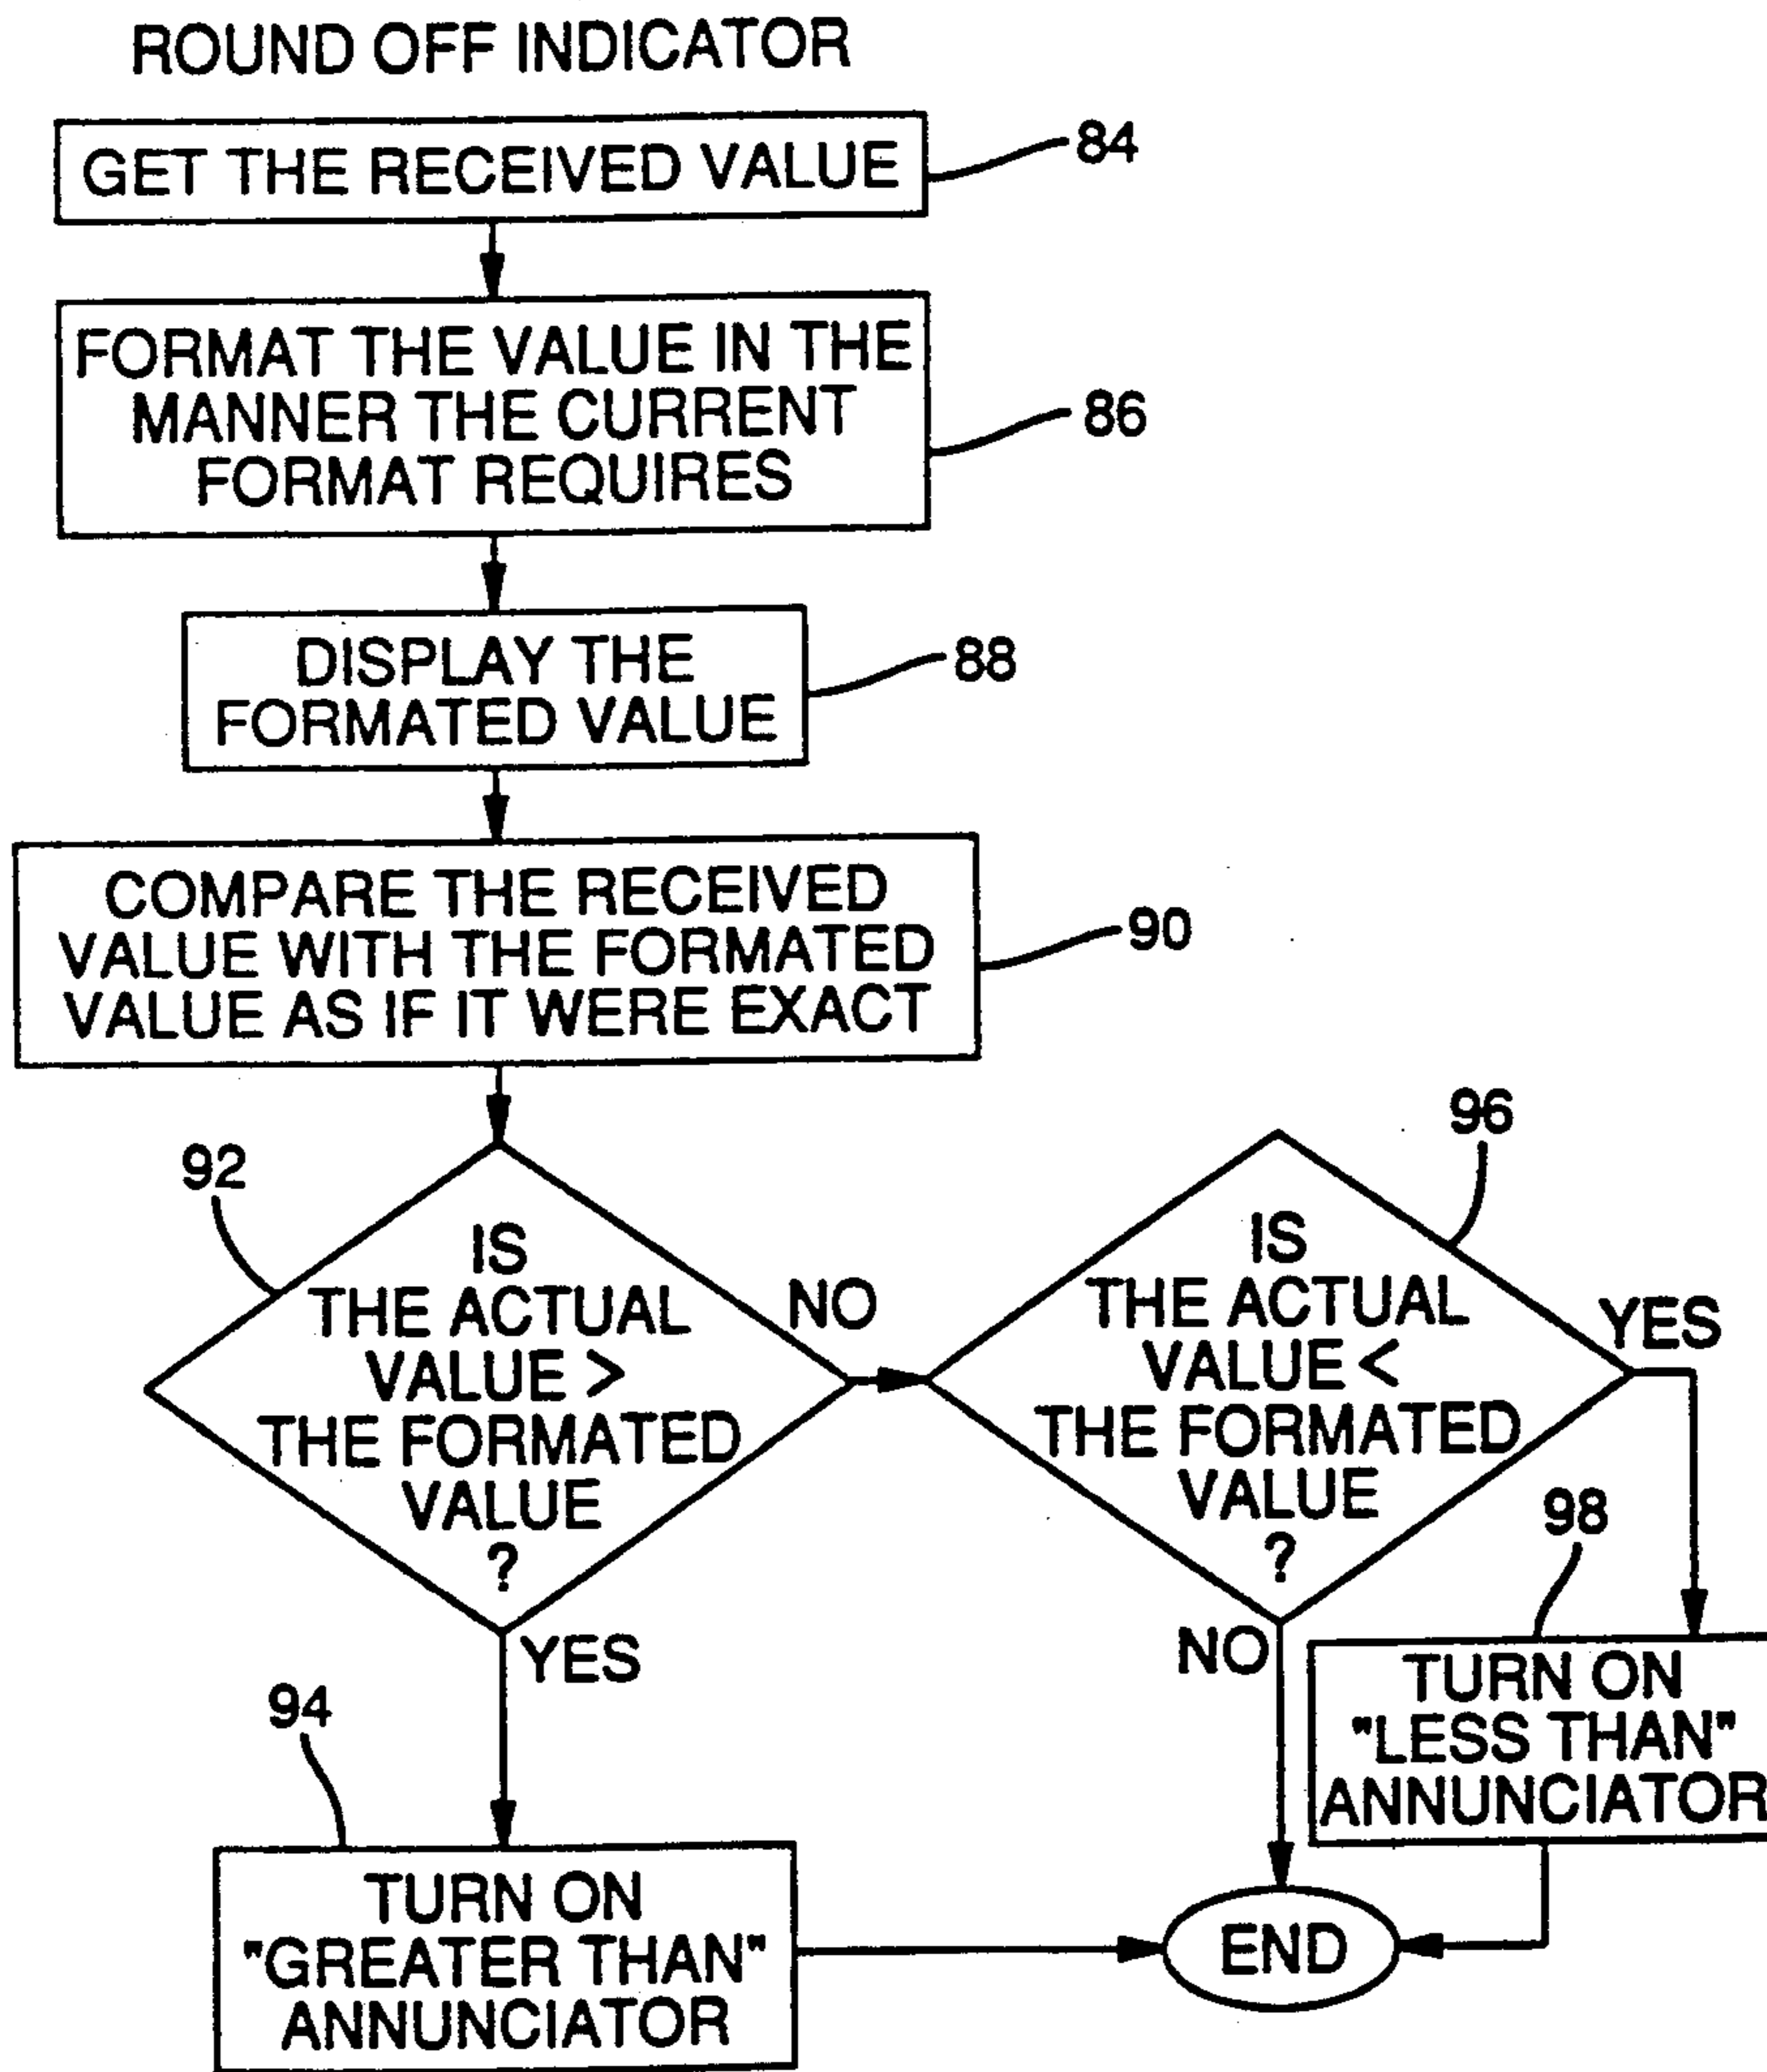 ROUND OFF INDICATOR
GET THE RECEIVED VALUE
84
FORMAT THE VALUE IN THE
MANNER THE CURRENT
FORMAT REQUIRES
86
DISPLAY THE
FORMATED VALUE
88
COMPARE THE RECEIVED
VALUE WITH THE FORMATED
VALUE AS IF IT WERE EXACT
90
92
IS
THE ACTUAL
VALUE >
THE FORMATED
VALUE
?
NO
YES
96
IS
THE ACTUAL
VALUE <
THE FORMATED
VALUE
?
YES
NO
98
TURN ON
"LESS THAN"
ANNUNCIATOR
94
TURN ON
"GREATER THAN"
ANNUNCIATOR
END